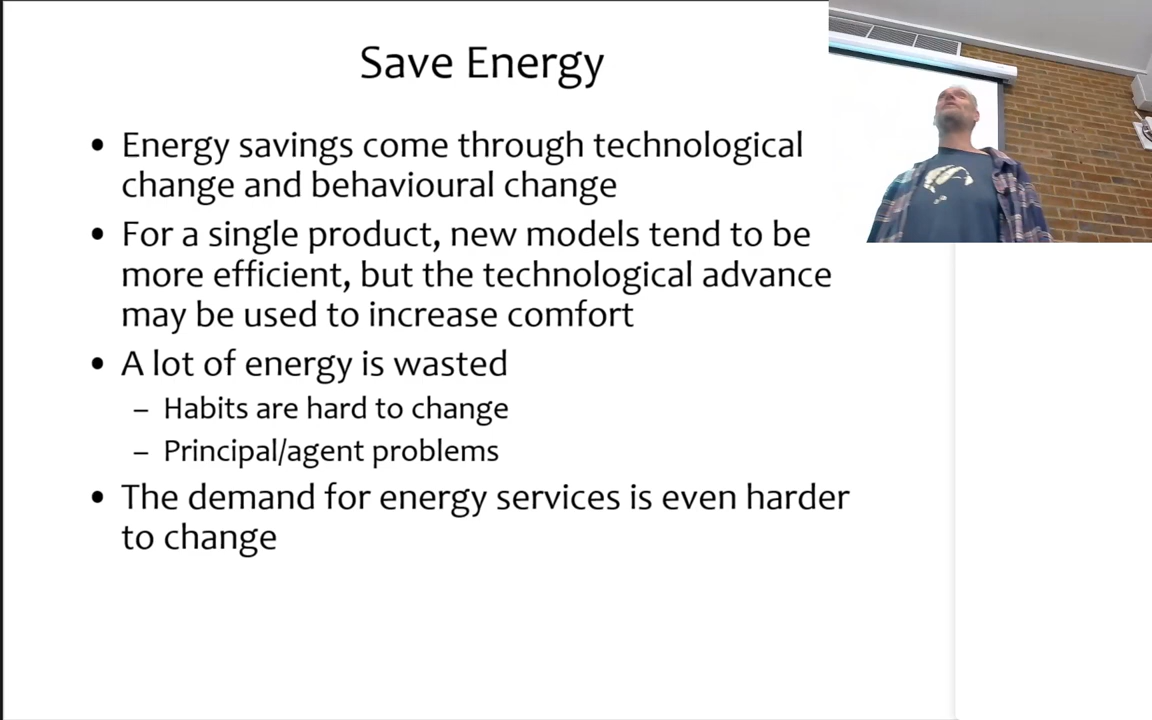 Save Energy
• Energy savings come through technological
change and behavioural change
• For a single product, new models tend to be
more efficient, but the technological advance
may be used to increase comfort
• A lot of energy is wasted
– Habits are hard to change
– Principal/agent problems
• The demand for energy services is even harder
to change